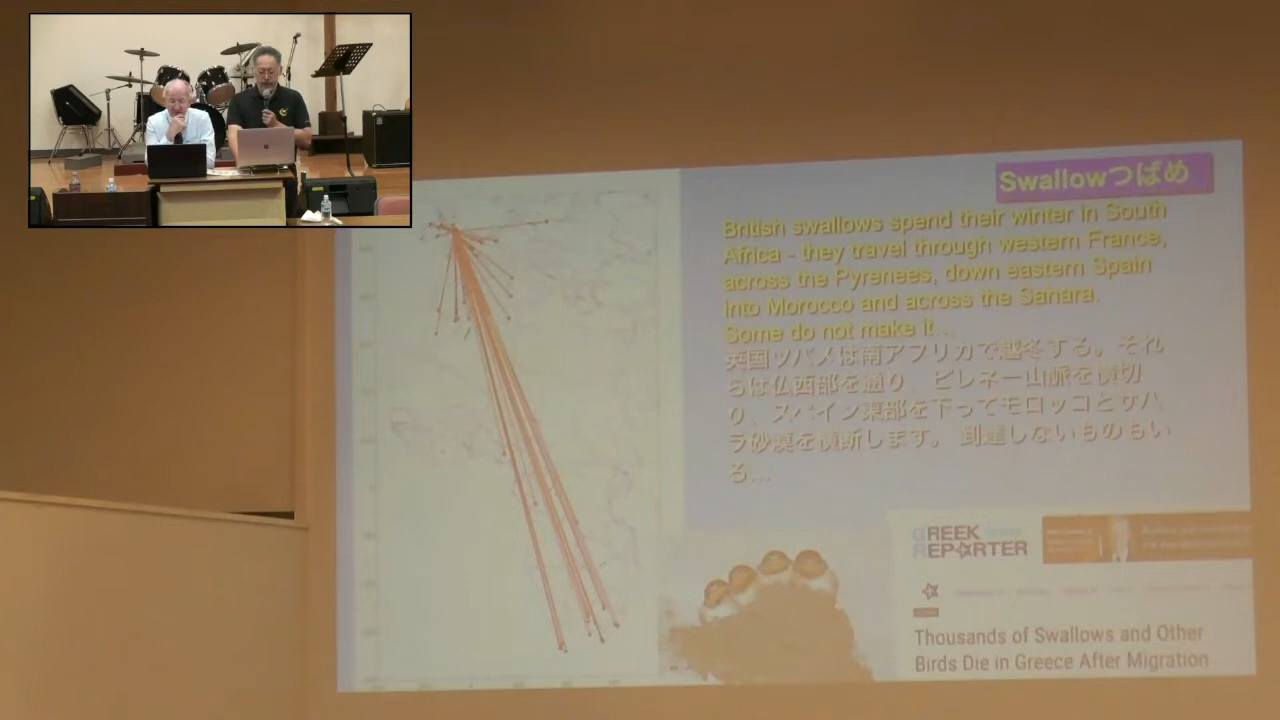 Swallowつばめ
British swallows spend their winter in South
Africa - they travel through western France,
across the Pyrenees, down eastern Spain
into Morocco and across the Sahara.
Some do not make it...
英国ツバメは南アフリカで越冬する。それ
らは仏西部を通り、ピレネー山脈を横切
り、スペイン東部を下ってモロッコとサハ
ラ砂漠を横断します。 到達しないものもい
る...
GREEK
REPORTER
Thousands of Swallows and Other
Birds Die in Greece After Migration